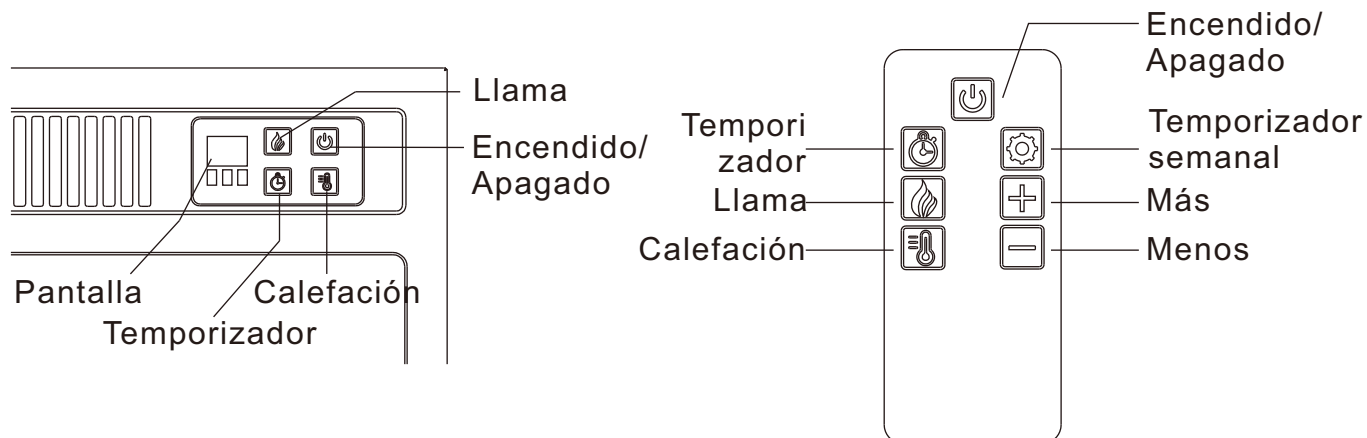 Llama
Encendido/
Apagado
Pantalla
Calefación
Temporizador
Encendido/
Apagado
Tempori
zador
Temporizador
semanal
Llama
Más
Calefación
Menos